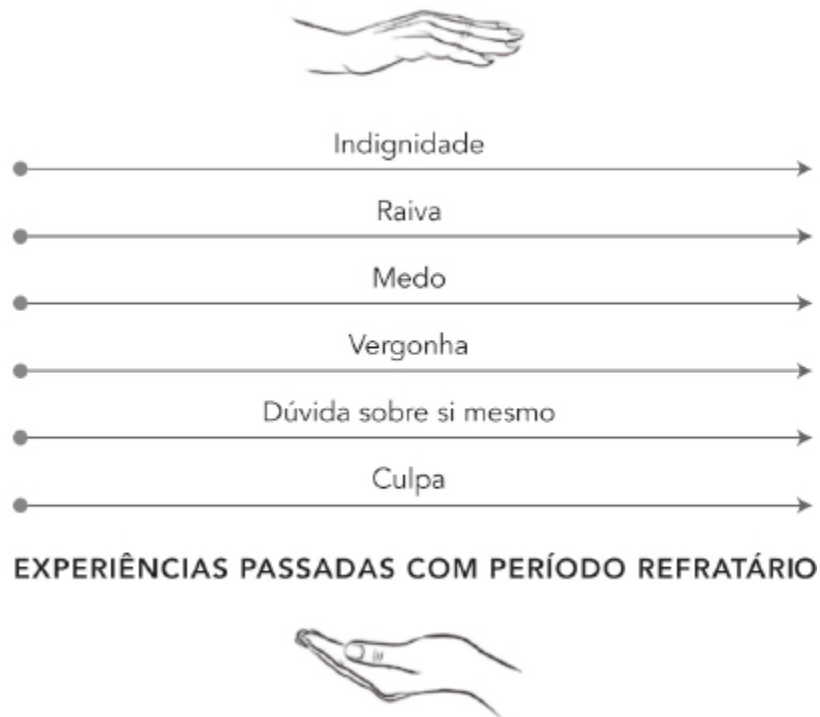 Indignidade
Raiva
Medo
Vergonha
Dúvida sobre si mesmo
Culpa
EXPERIÊNCIAS PASSADAS COM PERÍODO REFRATÁRIO